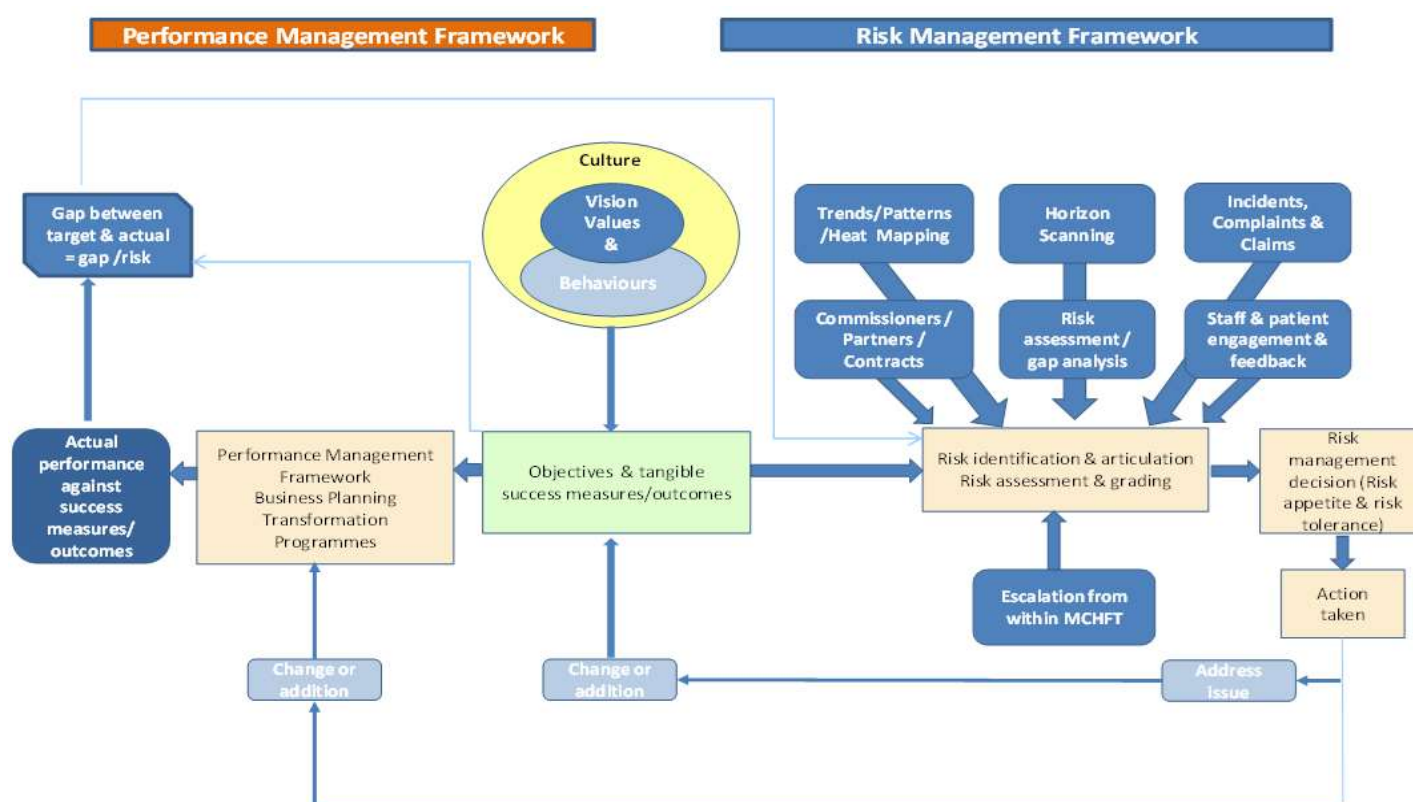 Performance Management Framework
Risk Management Framework
Culture
Vision
Values
&
Behaviours
Gap between
target & actual
= gap /risk
Trends/Patterns
/Heat Mapping
Horizon
Scanning
Incidents,
Complaints &
Claims
Commissioners /
Partners /
Contracts
Risk
assessment /
gap analysis
Staff & patient
engagement &
feedback
Actual
performance
against
success
measures/
outcomes
Performance Management
Framework
Business Planning
Transformation
Programmes
Objectives & tangible
success measures/outcomes
Risk identification & articulation
Risk assessment & grading
Risk
management
decision (Risk
appetite & risk
tolerance)
Escalation from
within MCHFT
Action
taken
Change or
addition
Change or
addition
Address
issue